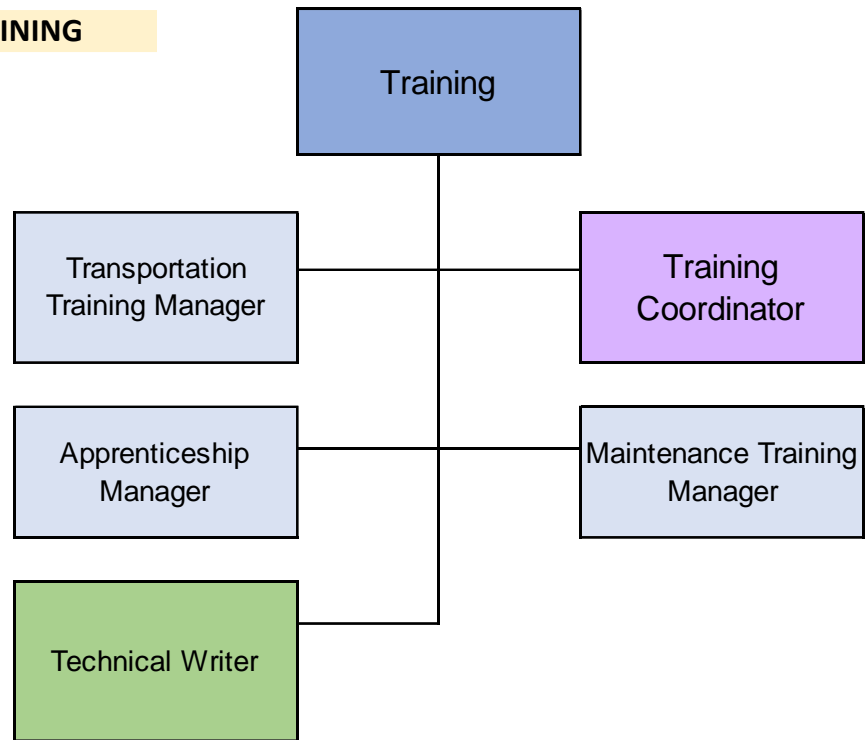 INING
Training
Transportation
Training Manager
Training
Coordinator
Apprenticeship
Manager
Maintenance Training
Manager
Technical Writer